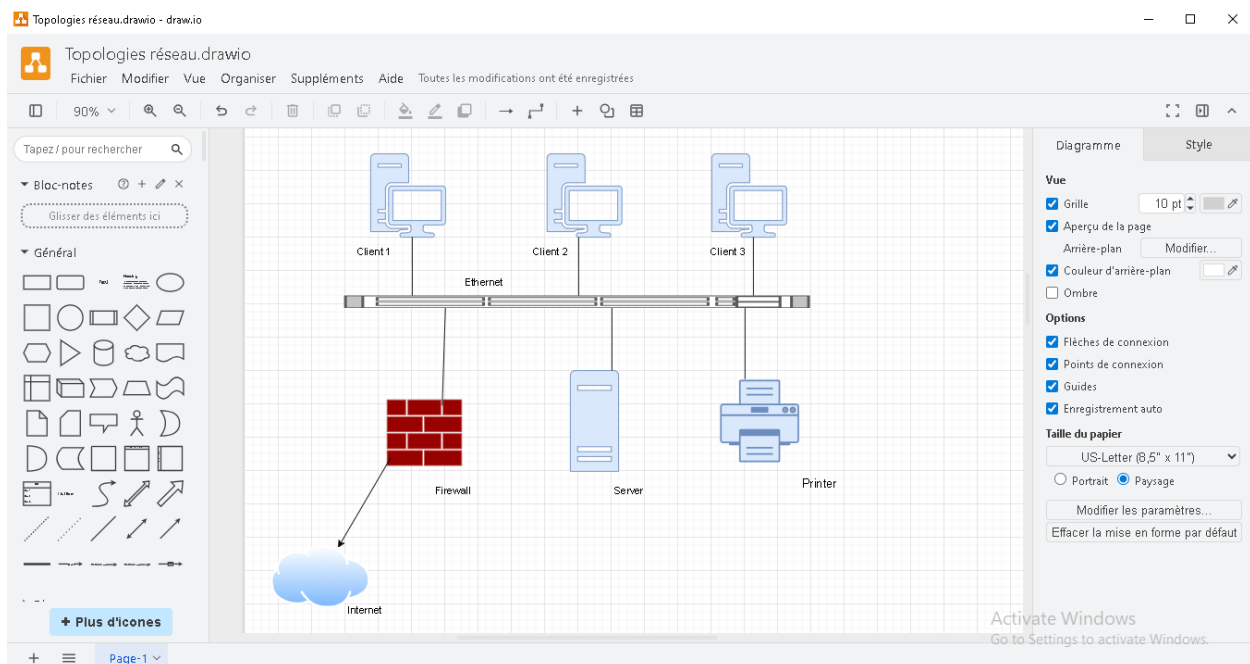 Topologies réseau.drawio - draw.io
Topologies réseau.drawio
Fichier Modifier Vue Organiser Suppléments Aide Toutes les modifications ont été enregistrées
90%
Tapez / pour rechercher
Bloc-notes
Glisser des éléments ici
Général
+ Plus d'icones
Page-1
Client 1
Client 2
Client 3
Ethernet
Firewall
Server
Printer
Internet
Diagramme
Style
Vue
Grille 10 pt
Aperçu de la page
Arrière-plan Modifier...
Couleur d'arrière-plan
Ombre
Options
Flèches de connexion
Points de connexion
Guides
Enregistrement auto
Taille du papier
US-Letter (8,5" x 11")
Portrait Paysage
Modifier les paramètres...
Effacer la mise en forme par défaut
Activate Windows
Go to Settings to activate Windows.